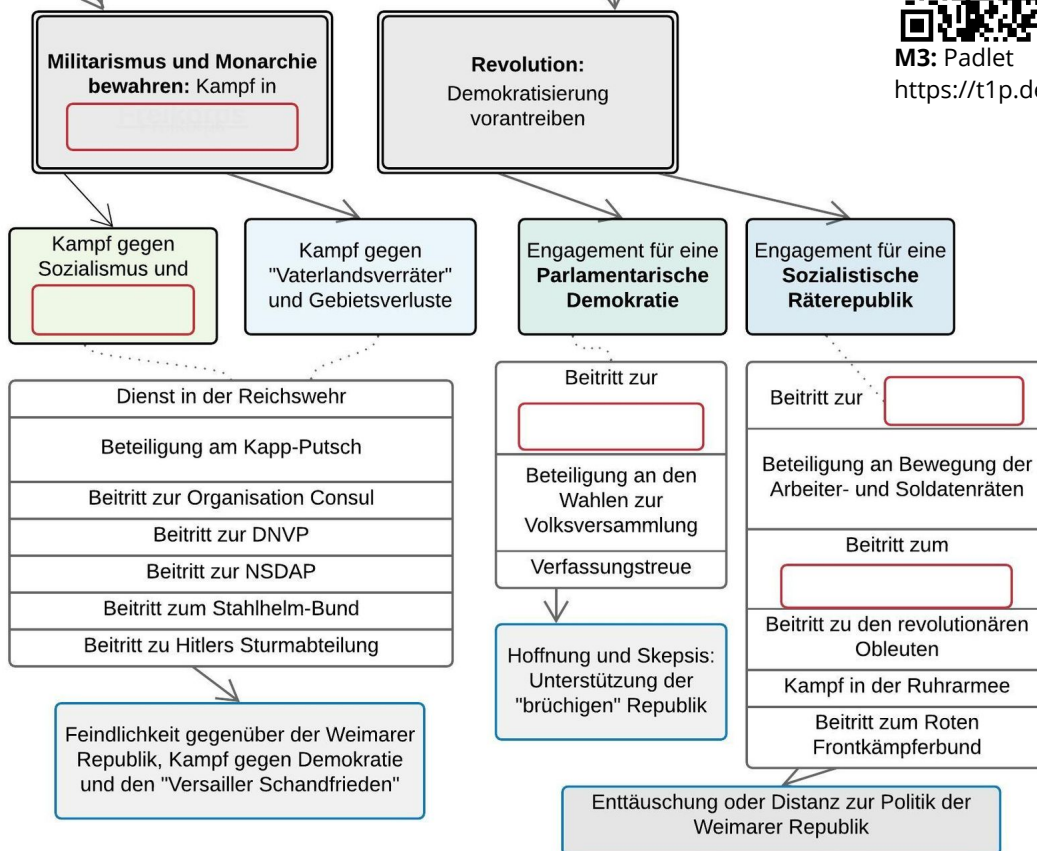 M3: Padlet
https://t1p.de
Militarismus und Monarchie
bewahren: Kampf in
Freikorps
Revolution:
Demokratisierung
vorantreiben
Kampf gegen
Sozialismus und
Kampf gegen
"Vaterlandsverräter"
und Gebietsverluste
Engagement für eine
Parlamentarische
Demokratie
Engagement für eine
Sozialistische
Räterepublik
Dienst in der Reichswehr
Beteiligung am Kapp-Putsch
Beitritt zur Organisation Consul
Beitritt zur DNVP
Beitritt zur NSDAP
Beitritt zum Stahlhelm-Bund
Beitritt zu Hitlers Sturmabteilung
Feindlichkeit gegenüber der Weimarer
Republik, Kampf gegen Demokratie
und den "Versailler Schandfrieden"
Beitritt zur
Beteiligung an den
Wahlen zur
Volksversammlung
Verfassungstreue
Hoffnung und Skepsis:
Unterstützung der
"brüchigen" Republik
Beitritt zur
Beteiligung an Bewegung der
Arbeiter- und Soldatenräten
Beitritt zum
Beitritt zu den revolutionären
Obleuten
Kampf in der Ruhrarmee
Beitritt zum Roten
Frontkämpferbund
Enttäuschung oder Distanz zur Politik der
Weimarer Republik